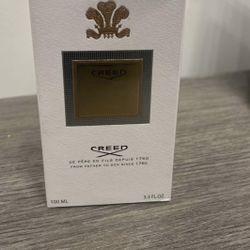 CREED
CREED
DE PÈRE EN FILS DEPUIS 1760
FROM FATHER TO SON SINCE 1760
100 ML
3.3 FL.OZ